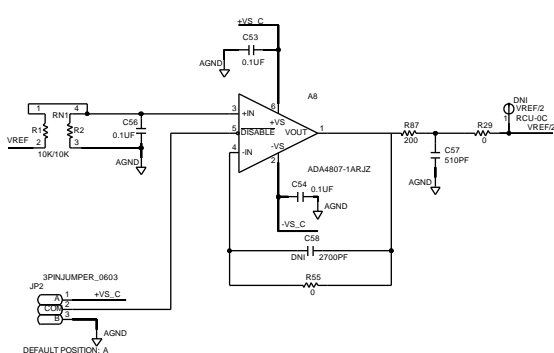 +VS_C
C53
AGND
0.1UF
A8
DNI
VREF/2
RCU-0C
1
VREF/2
1
4
RN1
R1
R2
VREF
2
3
10K/10K
C56
0.1UF
AGND
3
+IN
6
+VS
5
DISABLE
VOUT
1
4
-IN
-VS
2
ADA4807-1ARJZ
R87
200
R29
0
C57
510PF
AGND
C54
0.1UF
AGND
-VS_C
C58
DNI
2700PF
R55
0
3PINJUMPER_0603
JP2
A
1
+VS_C
COM
2
B
3
AGND
DEFAULT POSITION: A